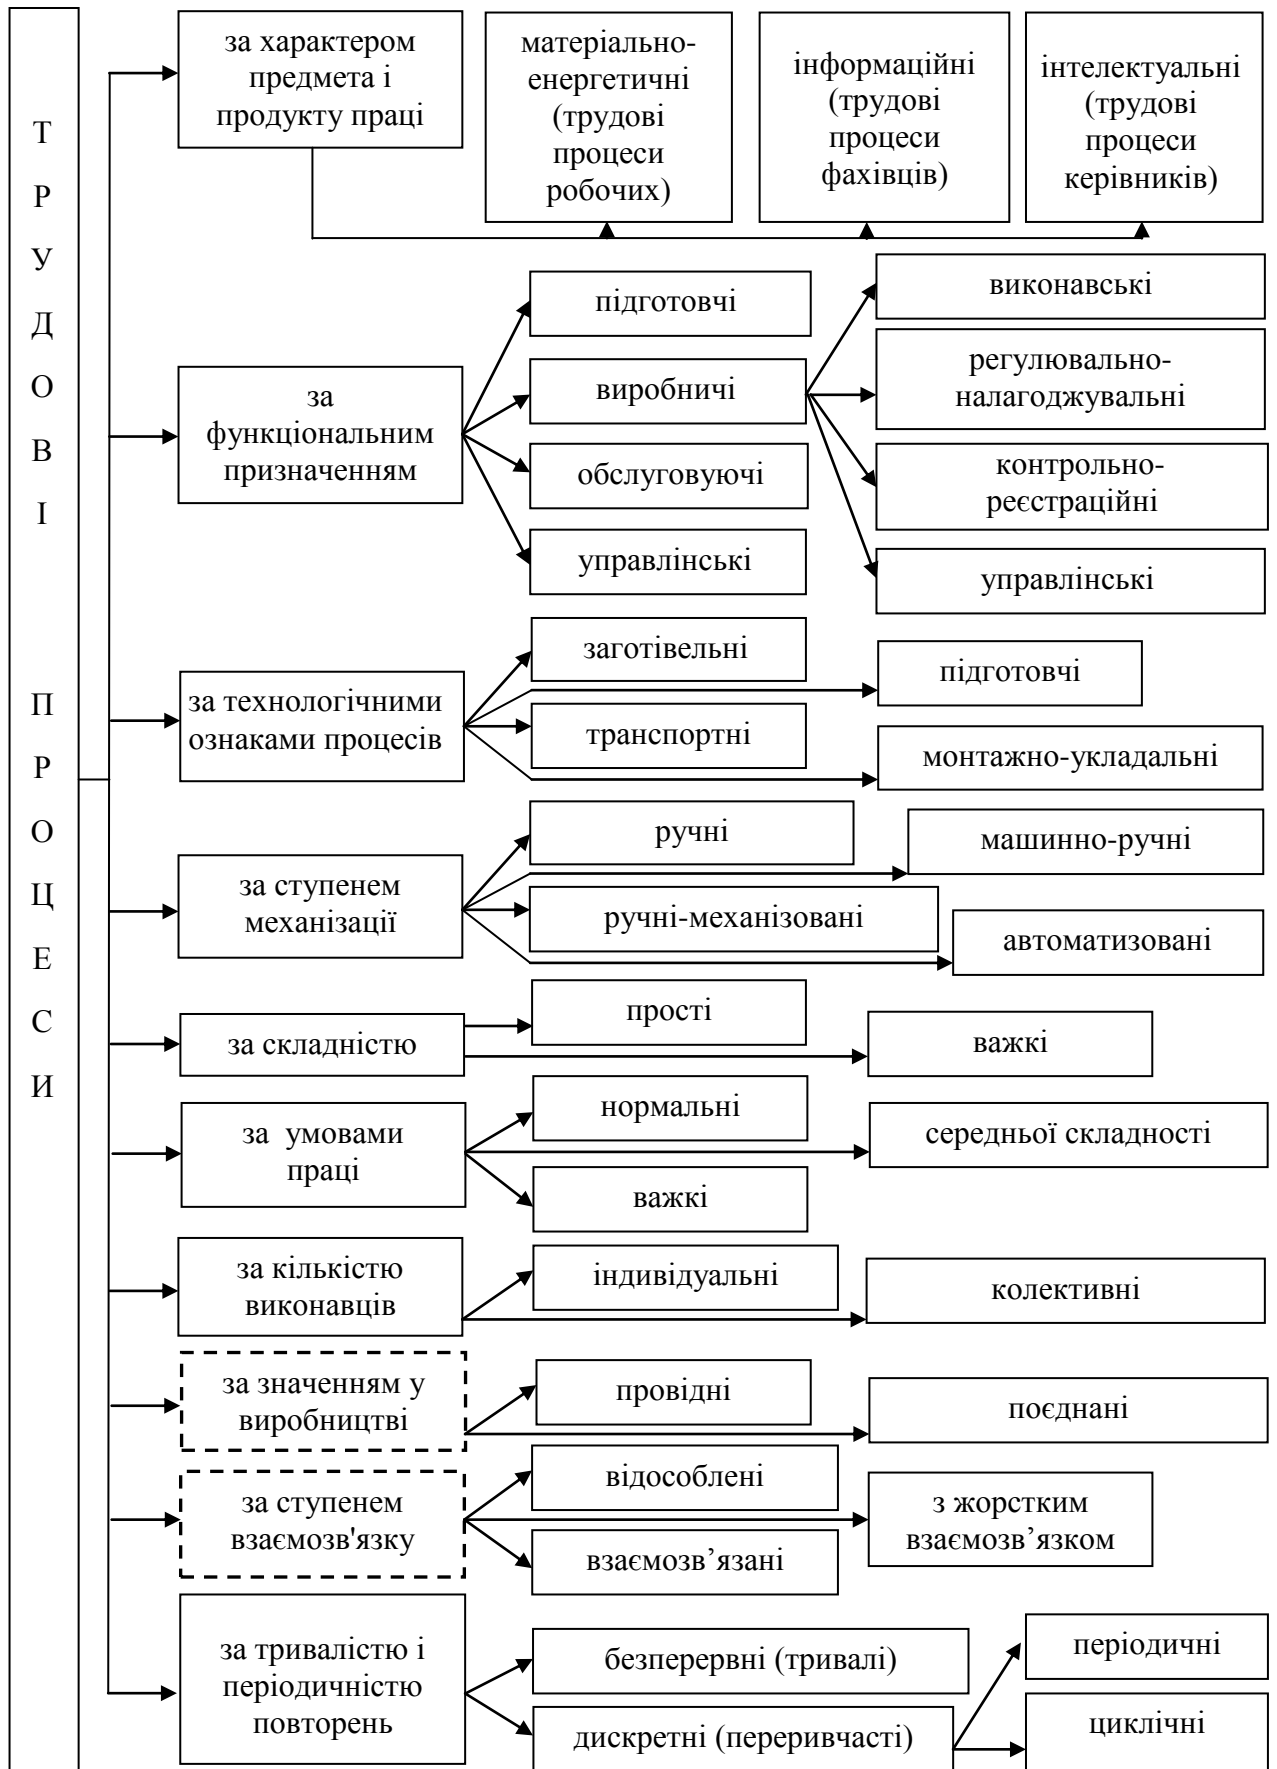 ТРУДОВІ ПРОЦЕСИ
за характером
предмета і
продукту праці
матеріально-
енергетичні
(трудові
процеси
робочих)
інформаційні
(трудові
процеси
фахівців)
інтелектуальні
(трудові
процеси
керівників)
за
функціональним
призначенням
підготовчі
виробничі
обслуговуючі
управлінські
виконавські
регулювально-
налагоджувальні
контрольно-
реєстраційні
управлінські
за технологічними
ознаками процесів
заготівельні
підготовчі
транспортні
монтажно-укладальні
за ступенем
механізації
ручні
машинно-ручні
ручні-механізовані
автоматизовані
за складністю
прості
важкі
за умовами
праці
нормальні
середньої складності
важкі
за кількістю
виконавців
індивідуальні
колективні
за значенням у
виробництві
провідні
поєднані
за ступенем
взаємозв'язку
відособлені
з жорстким
взаємозв’язком
взаємозв’язані
за тривалістю і
періодичністю
повторень
безперервні (тривалі)
дискретні (переривчасті)
періодичні
циклічні